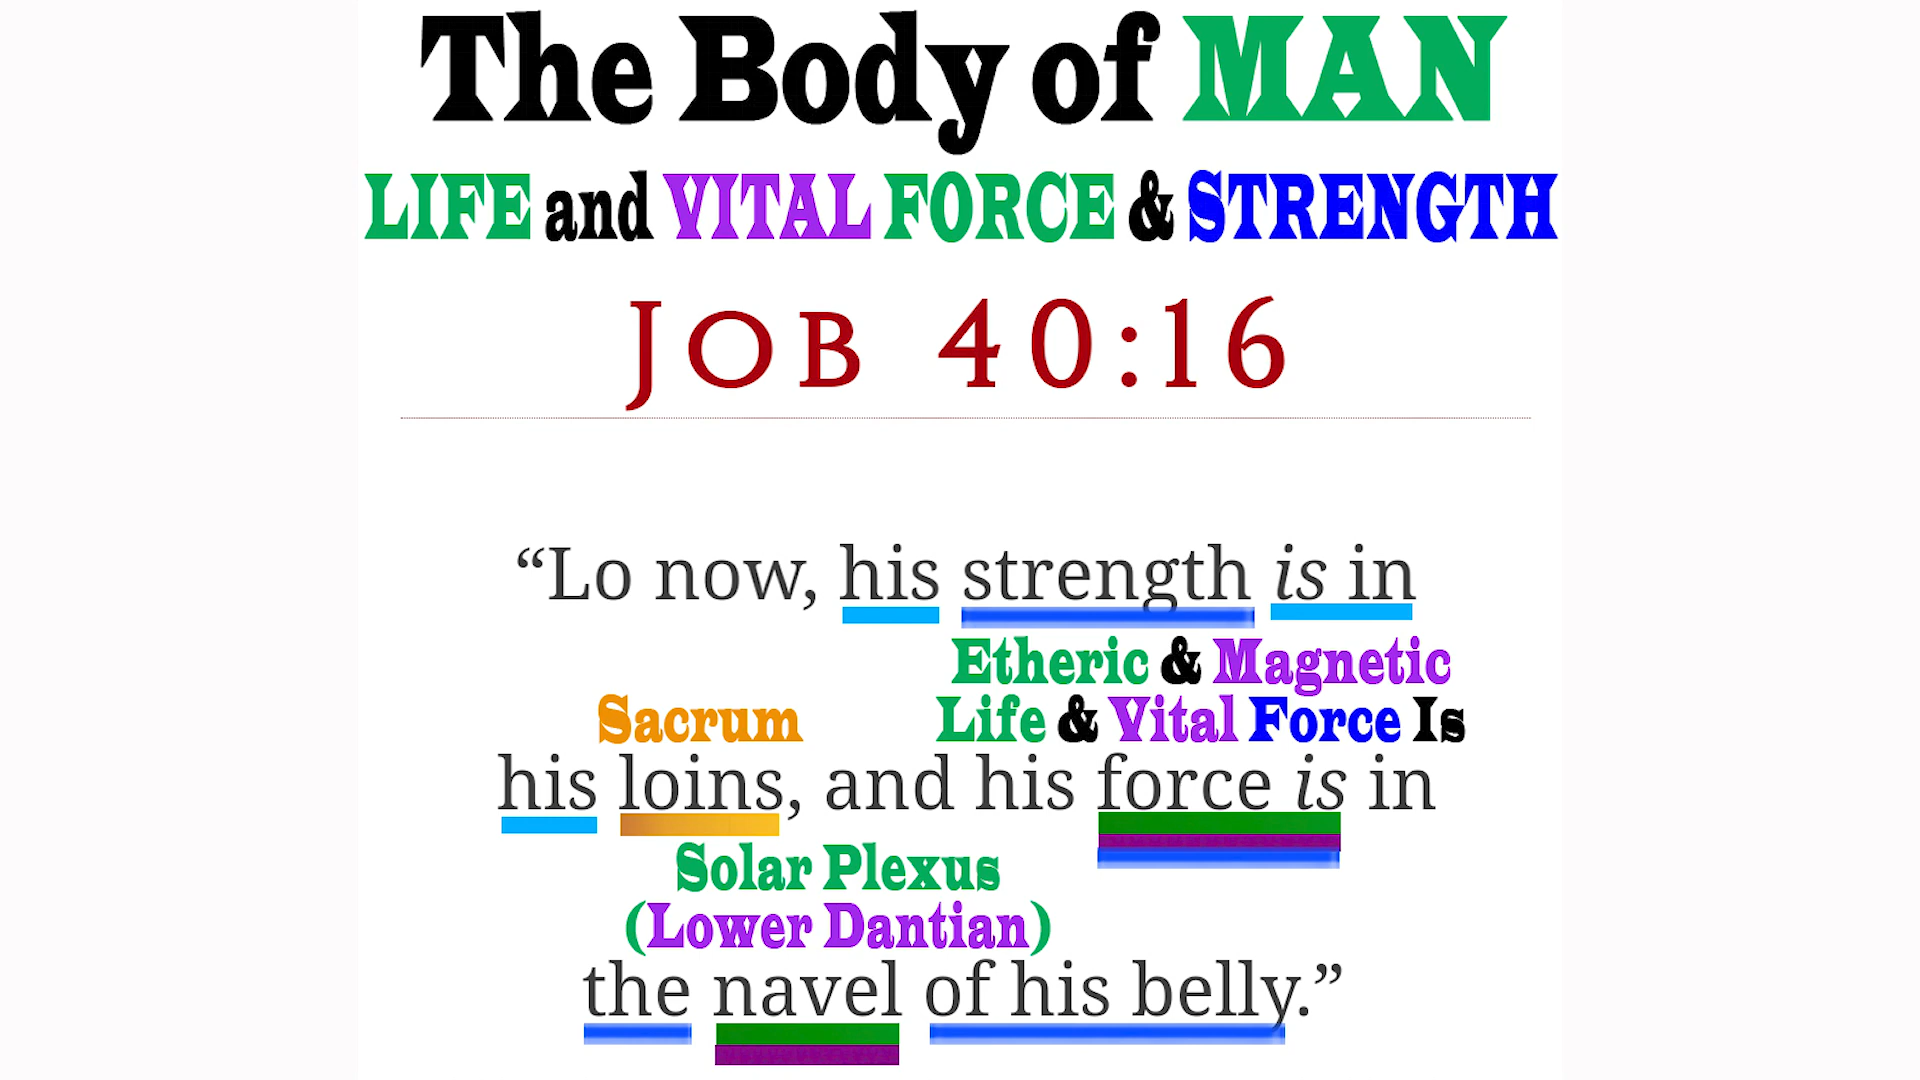 The Body of MAN
LIFE and VITAL FORCE & STRENGTH
JOB 40:16
“Lo now, his strength is in
Etheric & Magnetic
Sacrum Life & Vital Force Is
his loins, and his force is in
Solar Plexus
(Lower Dantian)
the navel of his belly.”